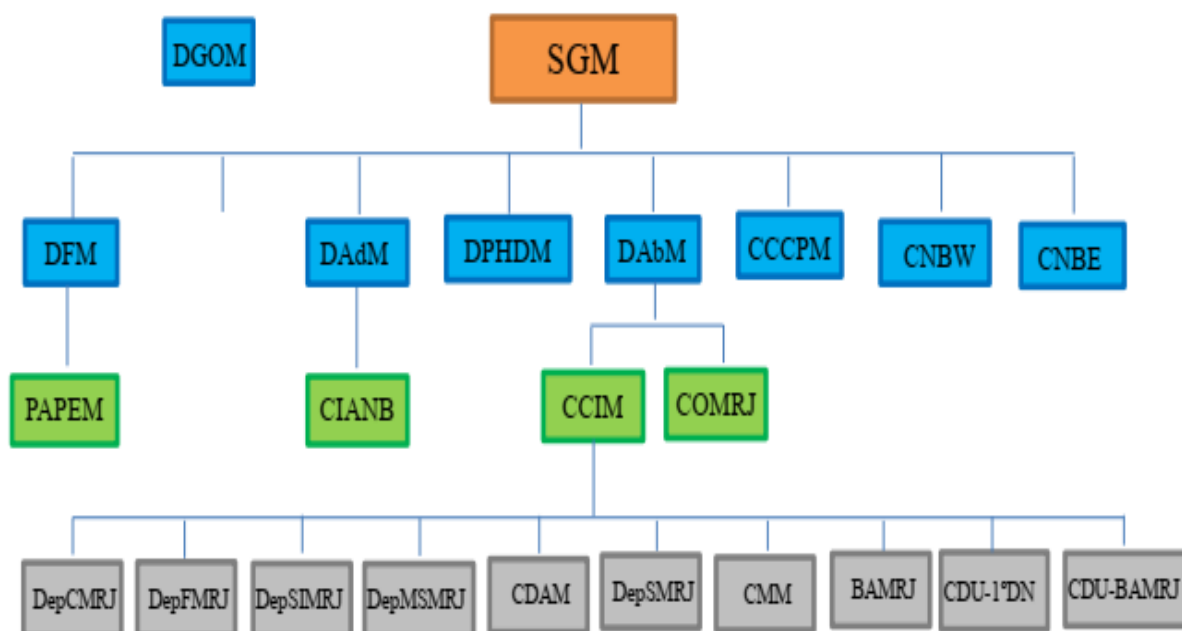 DGOM
SGM
DFM
DAdM
DPHDM
DAbM
CCCPM
CNBW
CNBE
PAPEM
CIANB
CCIM
COMRJ
DepCMRJ
DepFMRJ
DepSIMRJ
DepMSMRJ
CDAM
DepSMRJ
CMM
BAMRJ
CDU-1ºDN
CDU-BAMRJ